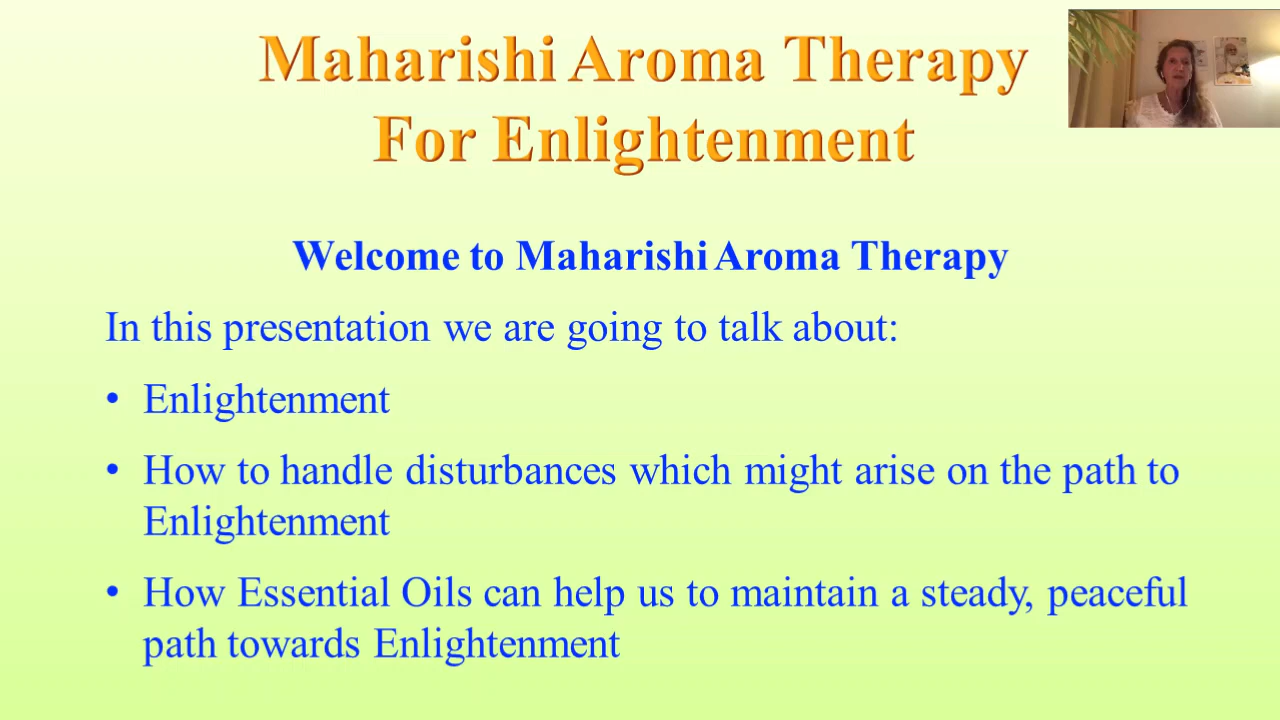 Maharishi Aroma Therapy
For Enlightenment
Welcome to Maharishi Aroma Therapy
In this presentation we are going to talk about:
• Enlightenment
• How to handle disturbances which might arise on the path to
Enlightenment
• How Essential Oils can help us to maintain a steady, peaceful
path towards Enlightenment